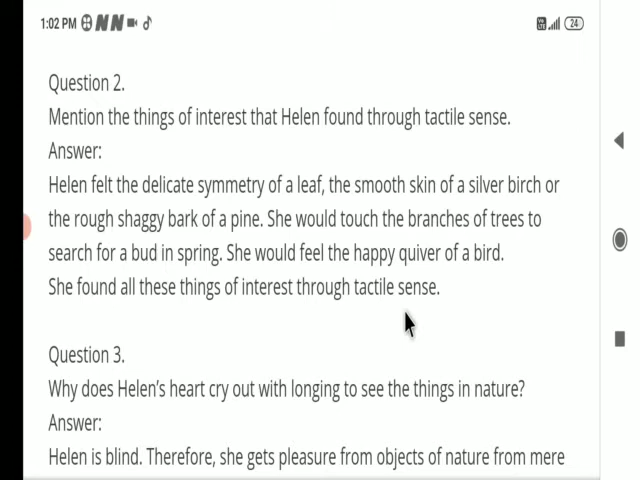 1:02 PM
24
Question 2.
Mention the things of interest that Helen found through tactile sense.
Answer:
Helen felt the delicate symmetry of a leaf, the smooth skin of a silver birch or
the rough shaggy bark of a pine. She would touch the branches of trees to
search for a bud in spring. She would feel the happy quiver of a bird.
She found all these things of interest through tactile sense.
Question 3.
Why does Helen's heart cry out with longing to see the things in nature?
Answer:
Helen is blind. Therefore, she gets pleasure from objects of nature from mere